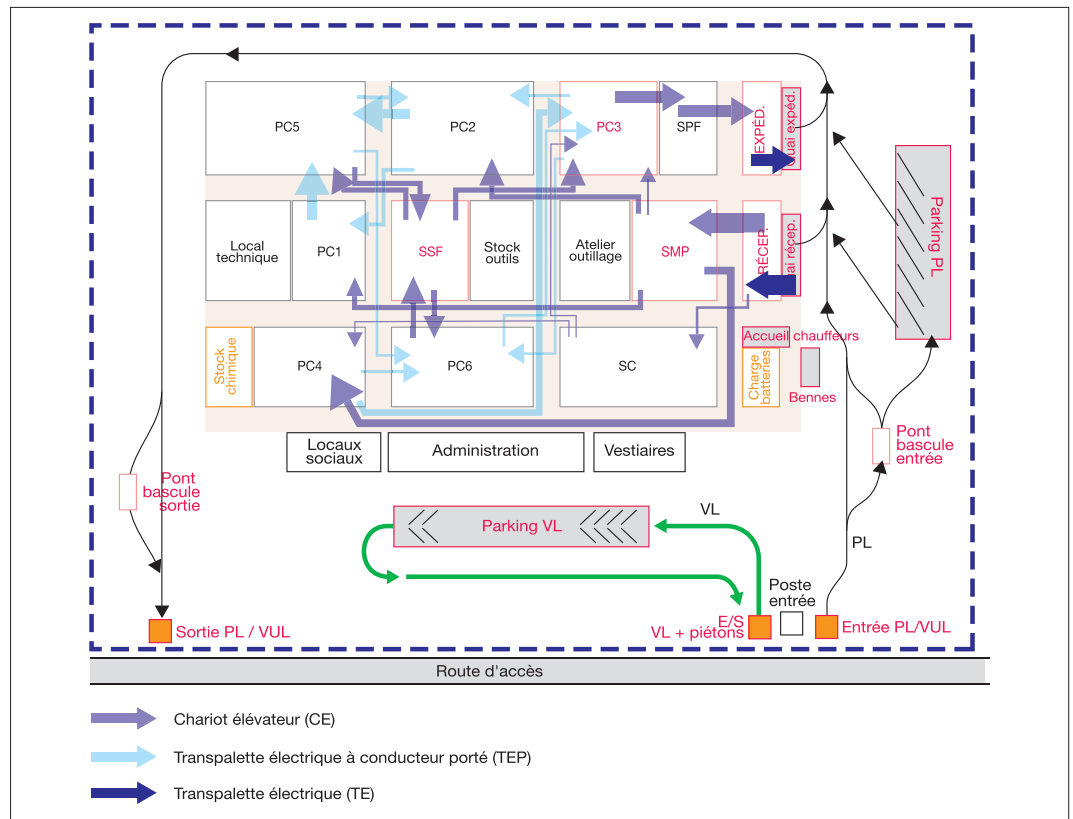 PC5
PC2
PC3
SPF
EXPÉD.
Quai expéd.
Local
technique
PC1
SSF
Stock
outils
Atelier
outillage
SMP
RÉCEP.
récep.
Parking PL
Stock
chimique
PC4
PC6
SC
Accueil chauffeurs
Charge
batteries
Bennes
Locaux
sociaux
Administration
Vestiaires
Pont
bascule
entrée
Pont
bascule
sortie
Parking VL
VL
PL
Poste
entrée
Sortie PL / VUL
E/S
VL + piétons
Entrée PL/VUL
Route d'accès
Chariot élévateur (CE)
Transpalette électrique à conducteur porté (TEP)
Transpalette électrique (TE)